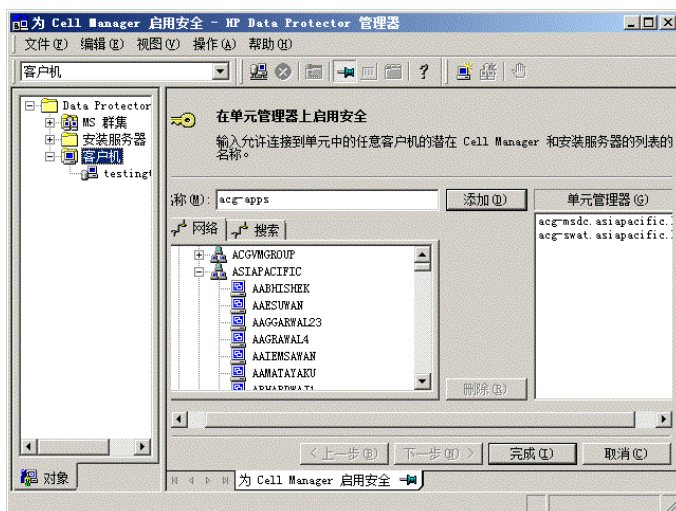 为 Cell Manager 启用安全 - HP Data Protector 管理器
文件(F) 编辑(E) 视图(V) 操作(A) 帮助(H)
客户机
Data Protector
MS 群集
安装服务器
客户机
testing
在单元管理器上启用安全
输入允许连接到单元中的任意客户机的潜在 Cell Manager 和安装服务器的列表的
名称。
称(M): acg-apps
添加(D)
单元管理器(G)
网络
搜索
acg-msdc.asiapacific.
acg-swat.asiapacific.
ACGVMGROUP
ASIAPACIFIC
AABHISHEK
AAESUWAN
AAGGARWAL23
AAGRAWAL4
AAIEMSAWAN
AAMATAYAKU
删除(R)
< 上一步(B)
下一步(N) >
完成(I)
取消(C)
对象
为 Cell Manager 启用安全